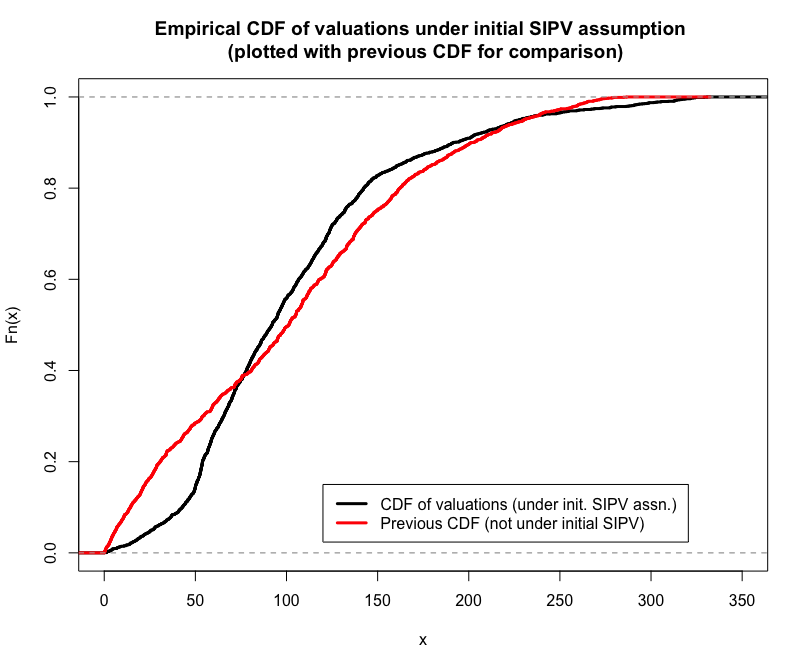 Empirical CDF of valuations under initial SIPV assumption
(plotted with previous CDF for comparison)
Fn(x)
1.0
0.8
0.6
0.4
0.2
0.0
CDF of valuations (under init. SIPV assn.)
Previous CDF (not under initial SIPV)
0 50 100 150 200 250 300 350
x